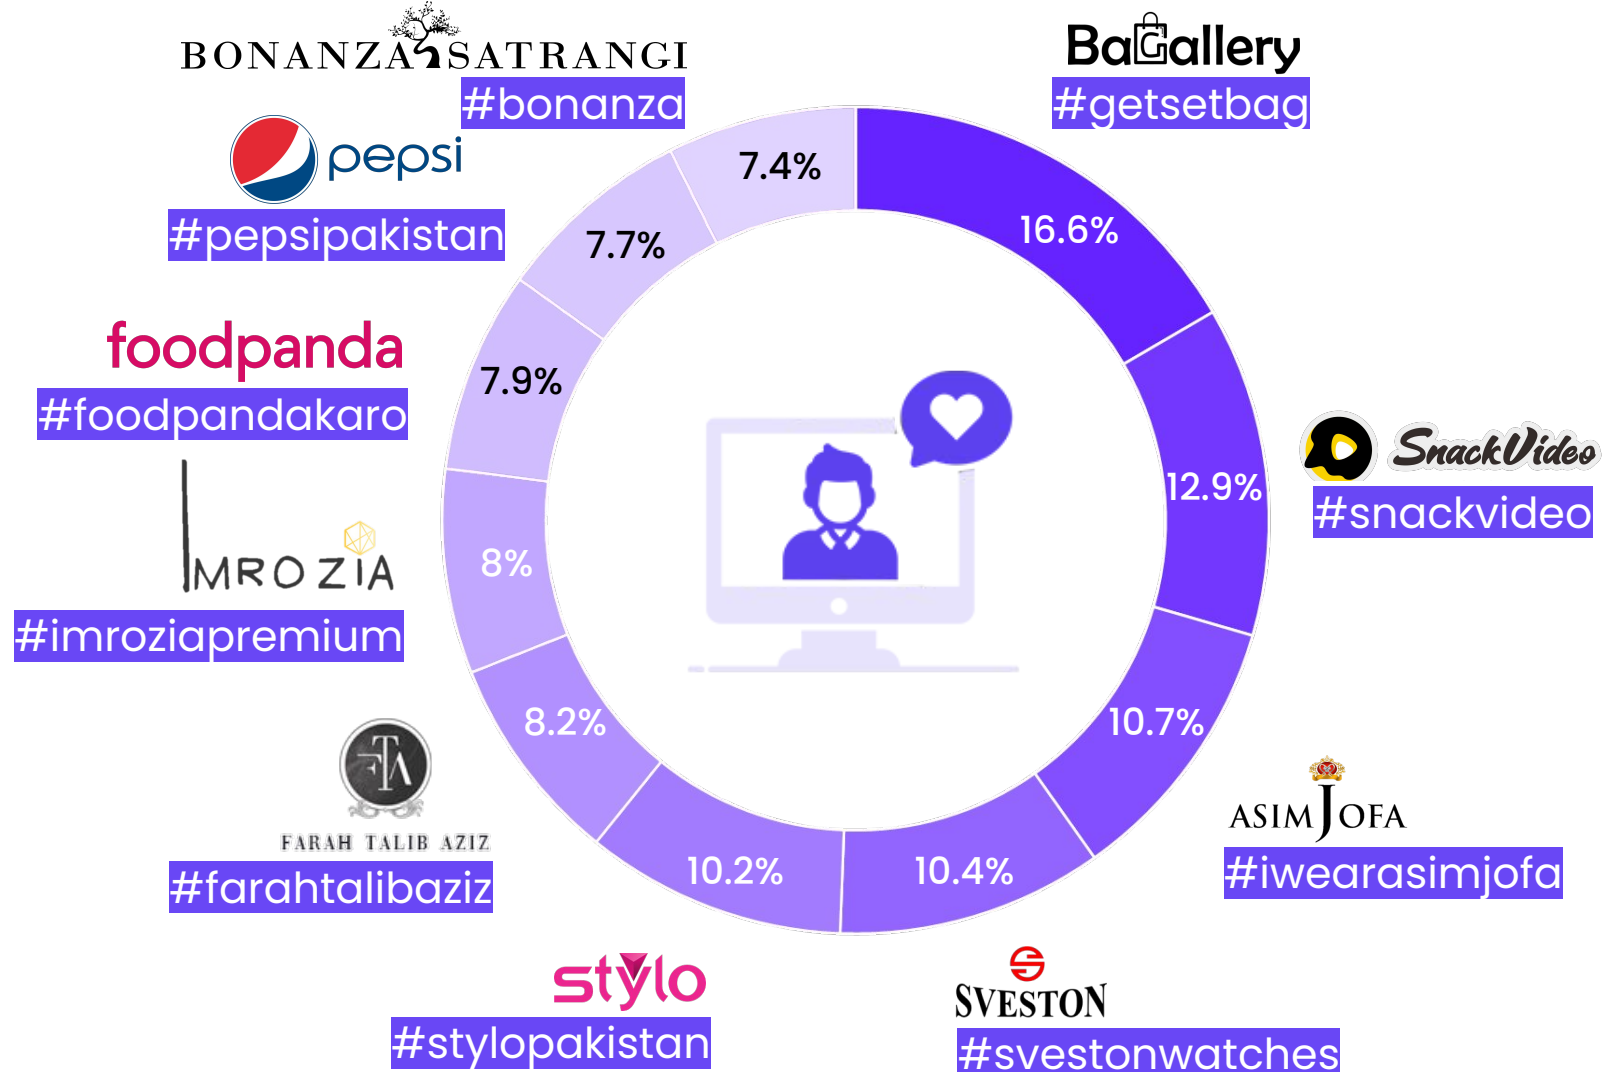 BONANZA SATRANGI
#bonanza
BaGallery
#getsetbag
pepsi
#pepsipakistan
7.4%
16.6%
7.7%
foodpanda
#foodpandakaro
7.9%
SnackVideo
#snackvideo
12.9%
IMROZIA
#imroziapremium
8%
FTA
FARAH TALIB AZIZ
#farahtalibaziz
8.2%
10.7%
ASIM JOFA
#iwearasimjofa
10.2%
10.4%
stylo
#stylopakistan
S
SVESTON
#svestonwatches